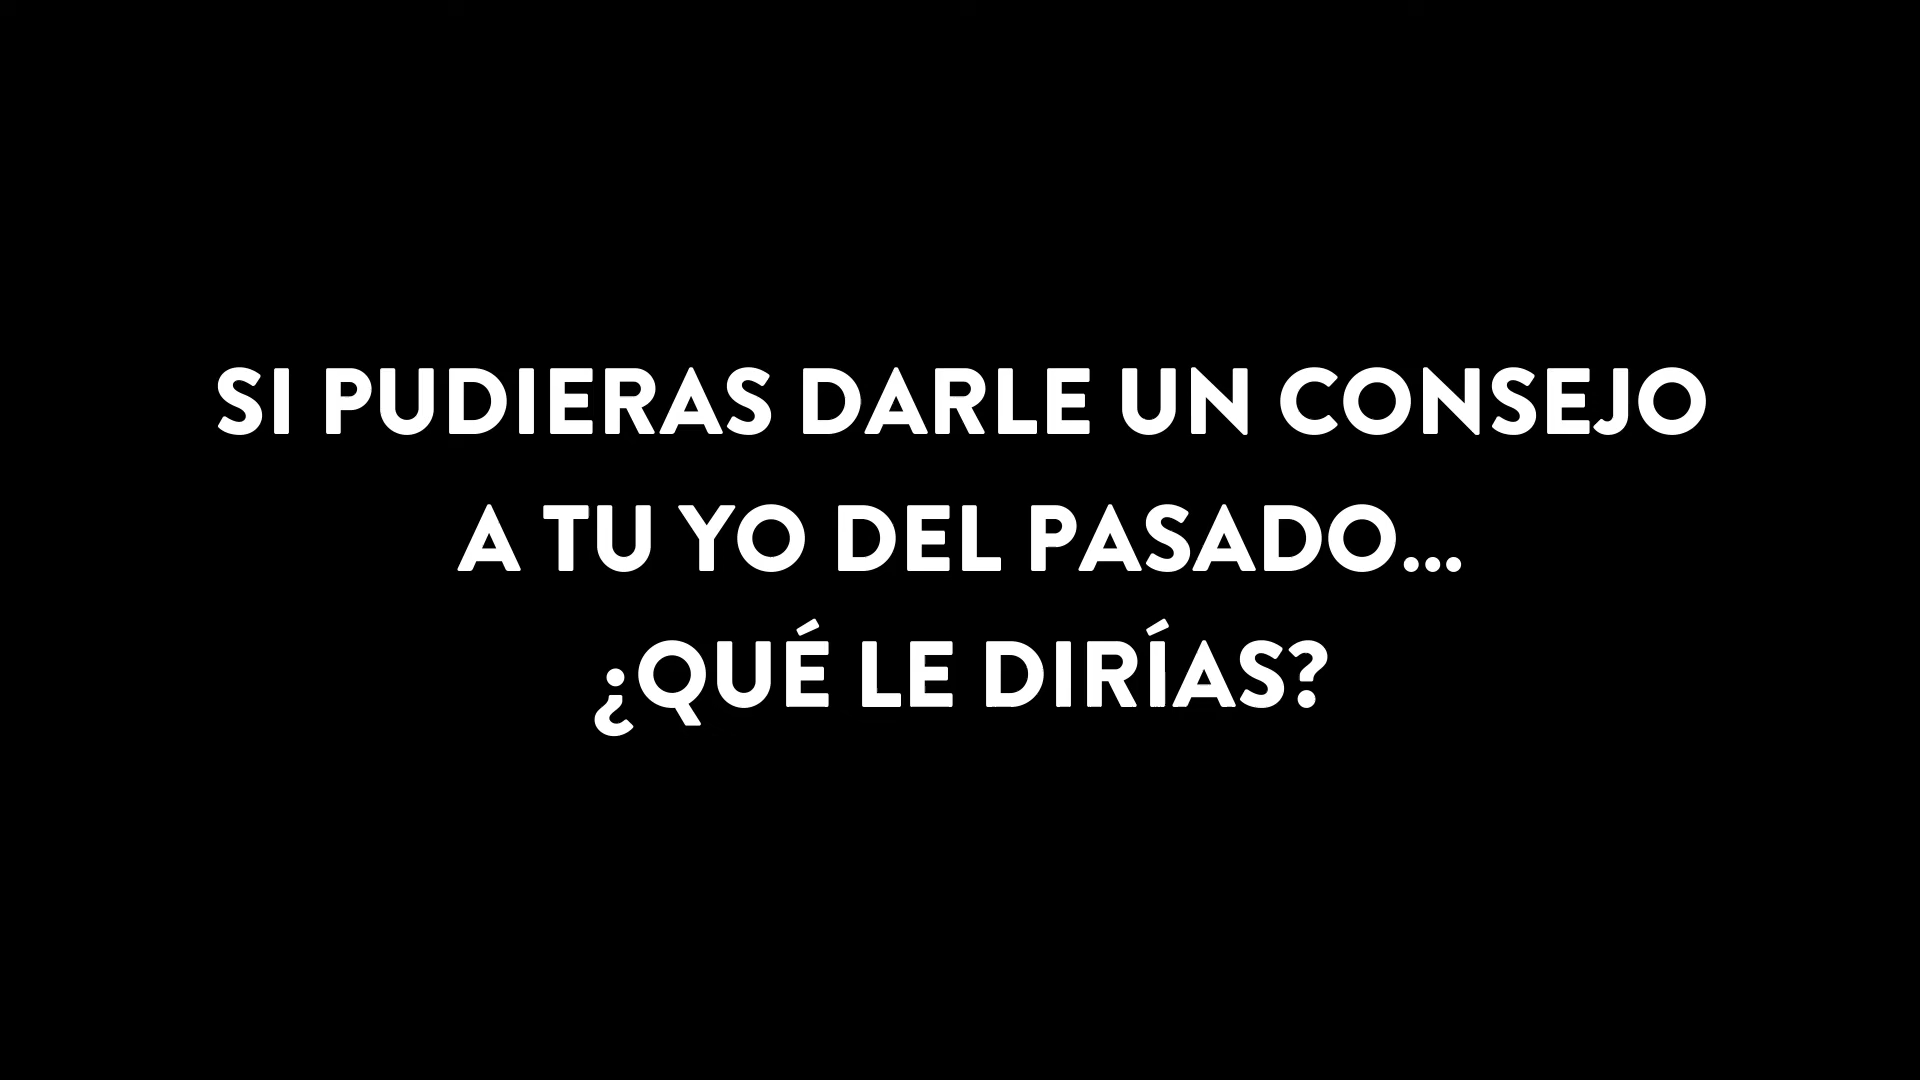 SI PUDIERAS DARLE UN CONSEJO
A TU YO DEL PASADO...
¿QUÉ LE DIRÍAS?